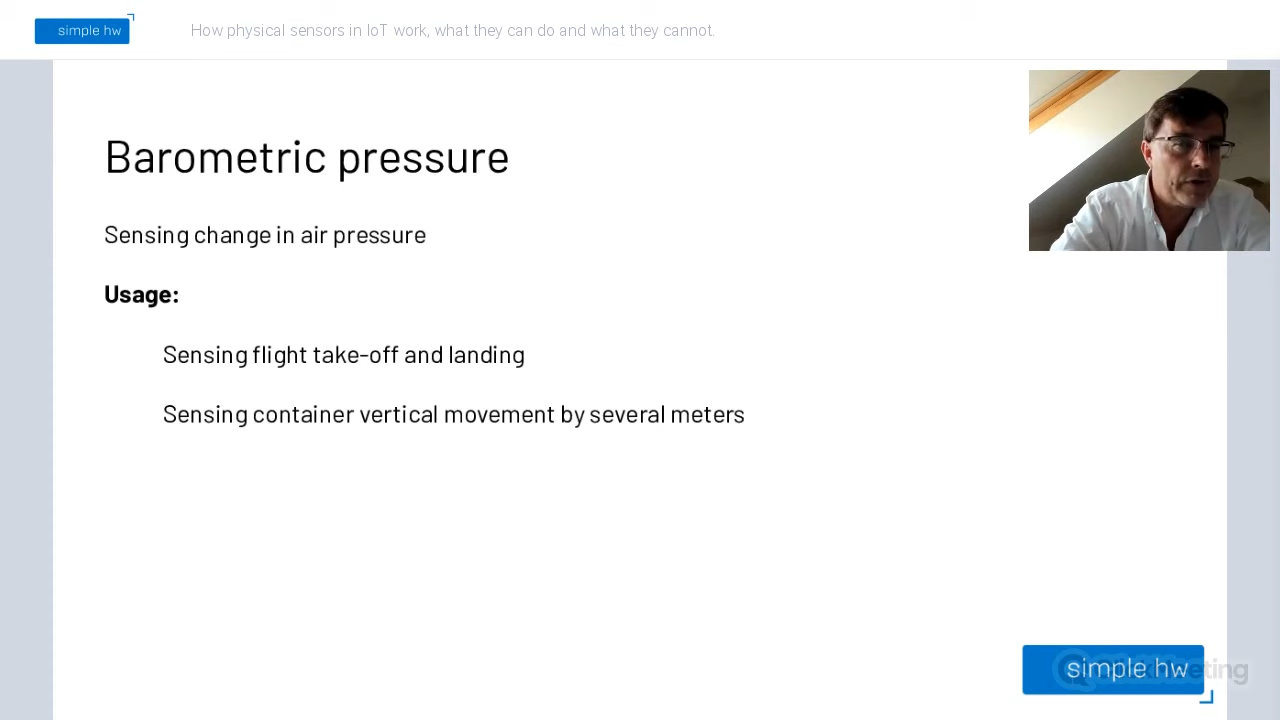 simple hw
How physical sensors in IoT work, what they can do and what they cannot.
Barometric pressure
Sensing change in air pressure
Usage:
Sensing flight take-off and landing
Sensing container vertical movement by several meters
simple hw